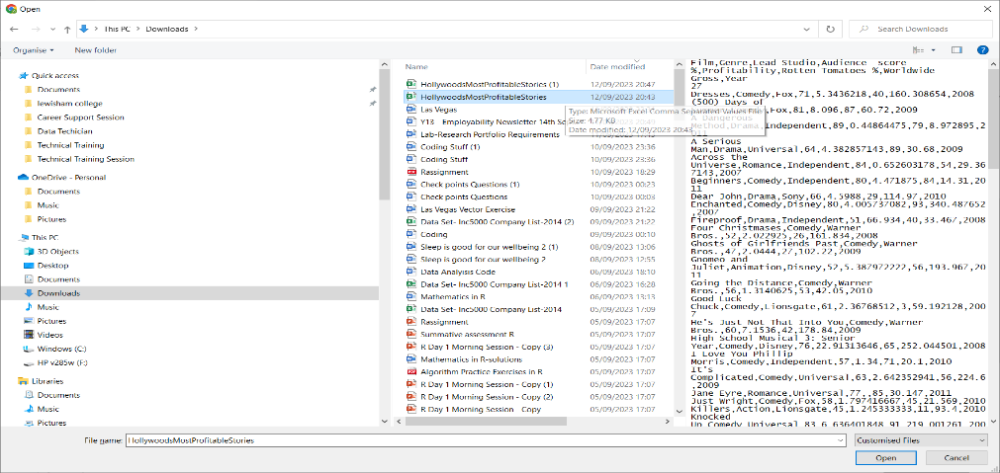 Open
This PC > Downloads >
Search Downloads
Organise
New folder
Quick access
Documents
lewisham college
Career Support Session
Data Techician
Technical Training
Technical Training Session
OneDrive - Personal
Documents
Music
Pictures
This PC
3D Objects
Desktop
Documents
Downloads
Music
Pictures
Videos
Windows (C:)
HP v285w (F:)
Libraries
Documents
Music
Pictures
Name Date modified
HollywoodsMostProfitableStories (1) 12/09/2023 20:47
HollywoodsMostProfitableStories 12/09/2023 20:43
Las Vegas
Y13 - Employability Newsletter 14th Se
Lab-Research Portfolio Requirements
Coding Stuff (1) 10/09/2023 23:36
Coding Stuff 10/09/2023 23:36
Rassignment 10/09/2023 18:29
Check points Questions (1) 10/09/2023 00:23
Check points Questions 10/09/2023 00:03
Las Vegas Vector Exercise 09/09/2023 21:22
Data Set- Inc5000 Company List-2014 (2) 09/09/2023 21:22
Coding 09/09/2023 00:10
Sleep is good for our wellbeing 2 (1) 08/09/2023 13:06
Sleep is good for our wellbeing 2 08/09/2023 12:55
Data Analyisis Code 06/09/2023 18:10
Data Set- Inc5000 Company List-2014 1 06/09/2023 16:28
Mathematics in R 06/09/2023 13:13
Data Set- Inc5000 Company List-2014 05/09/2023 17:09
Rassignment 05/09/2023 17:07
Summative assessment R 05/09/2023 17:07
R Day 1 Morning Session - Copy (3) 05/09/2023 17:07
Mathematics in R-solutions 05/09/2023 17:07
Algorithm Practice Exercises in R 05/09/2023 17:07
R Day 1 Morning Session - Copy (1) 05/09/2023 17:07
R Day 1 Morning Session - Copy (2) 05/09/2023 17:07
R Day 1 Morning Session - Copy 05/09/2023 17:07
Type: Microsoft Excel Comma Separated Values File
Size: 4.77 KB
Date modified: 12/09/2023 20:43
Film,Genre,Lead Studio,Audience score
%,Profitability,Rotten Tomatoes %,Worldwide
Gross,Year
27
Dresses,Comedy,Fox,71,5.3436218,40,160.308654,2008
(500) Days of
,Fox,81,8.096,87,60.72,2009
A Dangerous
Method,Drama,Independent,89,0.44864475,79,8.972895,2
011
A Serious
Man,Drama,Universal,64,4.382857143,89,30.68,2009
Across the
Universe,Romance,Independent,84,0.652603178,54,29.36
7143,2007
Beginners,Comedy,Independent,80,4.471875,84,14.31,20
11
Dear John,Drama,Sony,66,4.5988,29,114.97,2010
Enchanted,Comedy,Disney,80,4.005737082,93,340.487652
,2007
Fireproof,Drama,Independent,51,66.934,40,33.467,2008
Four Christmases,Comedy,Warner
Bros.,52,2.022925,26,161.834,2008
Ghosts of Girlfriends Past,Comedy,Warner
Bros.,47,2.0444,27,102.22,2009
Gnomeo and
Juliet,Animation,Disney,52,5.387972222,56,193.967,20
11
Going the Distance,Comedy,Warner
Bros.,56,1.3140625,53,42.05,2010
Good Luck
Chuck,Comedy,Lionsgate,61,2.36768512,3,59.192128,200
7
He's Just Not That Into You,Comedy,Warner
Bros.,60,7.1536,42,178.84,2009
High School Musical 3: Senior
Year,Comedy,Disney,76,22.91313646,65,252.044501,2008
I Love You Phillip
Morris,Comedy,Independent,57,1.34,71,20.1,2010
It's
Complicated,Comedy,Universal,63,2.642352941,56,224.6
,2009
Jane Eyre,Romance,Universal,77,,85,30.147,2011
Just Wright,Comedy,Fox,58,1.797416667,45,21.569,2010
Killers,Action,Lionsgate,45,1.245333333,11,93.4,2010
Knocked
Up,Comedy,Universal,83,6.636401848,91,219.001261,200
File name:
HollywoodsMostProfitableStories
Customised Files
Open
Cancel